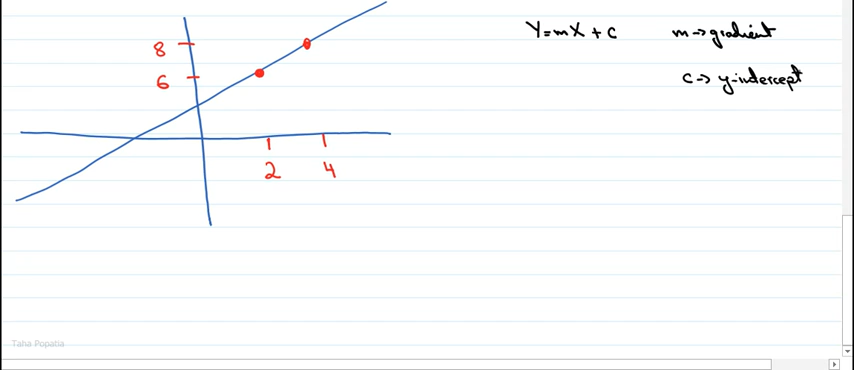 Y=mX + c
m→gradient
c→y-intercept
8
6
2
4
Taha Popatia